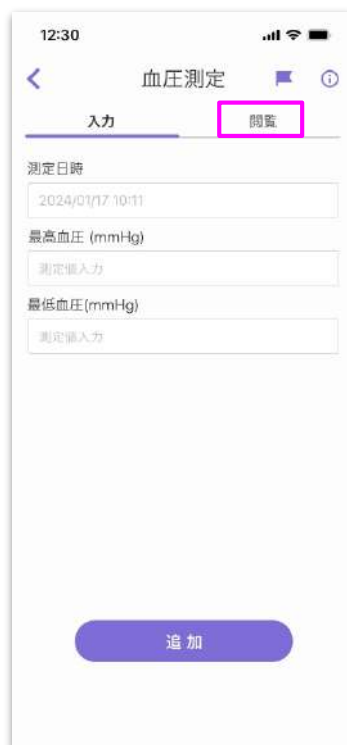 12:30
血圧測定
入力 閲覧
測定日時
2024/01/17 10:11
最高血圧 (mmHg)
測定値入力
最低血圧(mmHg)
測定値入力
追加